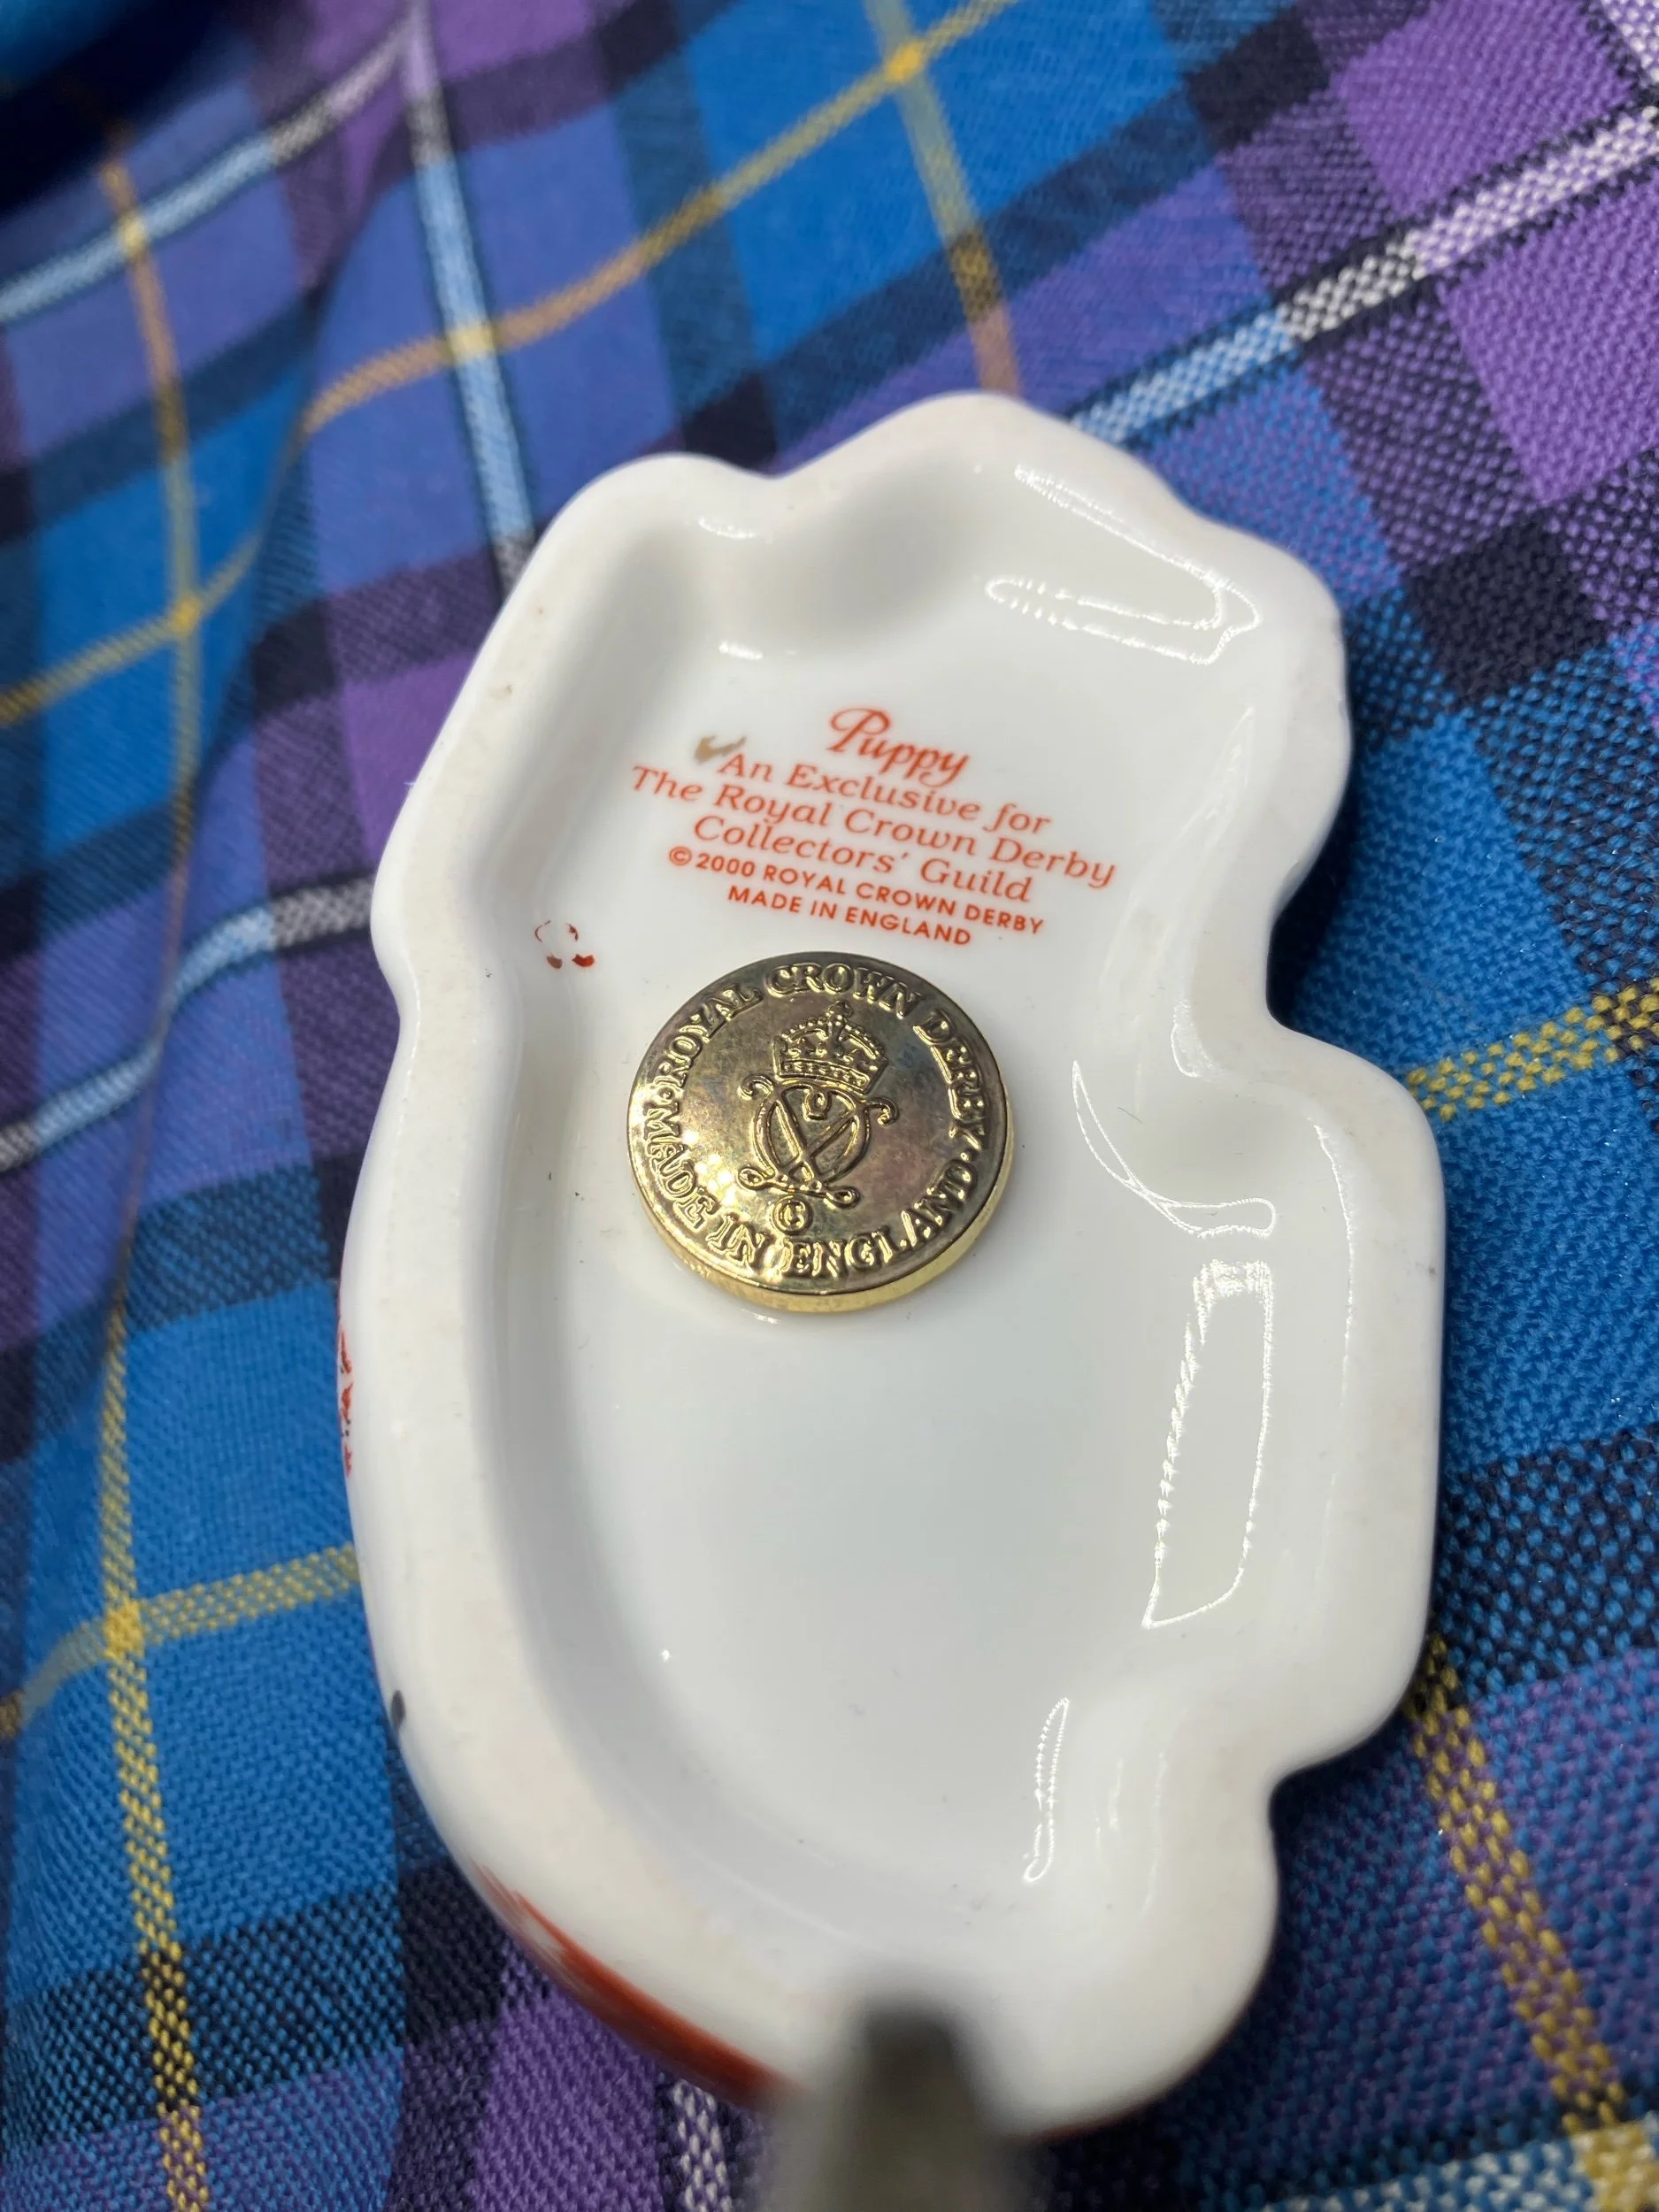 Puppy
An Exclusive for
The Royal Crown Derby
Collectors' Guild
©2000 ROYAL CROWN DERBY
MADE IN ENGLAND
·ROYAL CROWN DERBY·
MADE IN ENGLAND
©